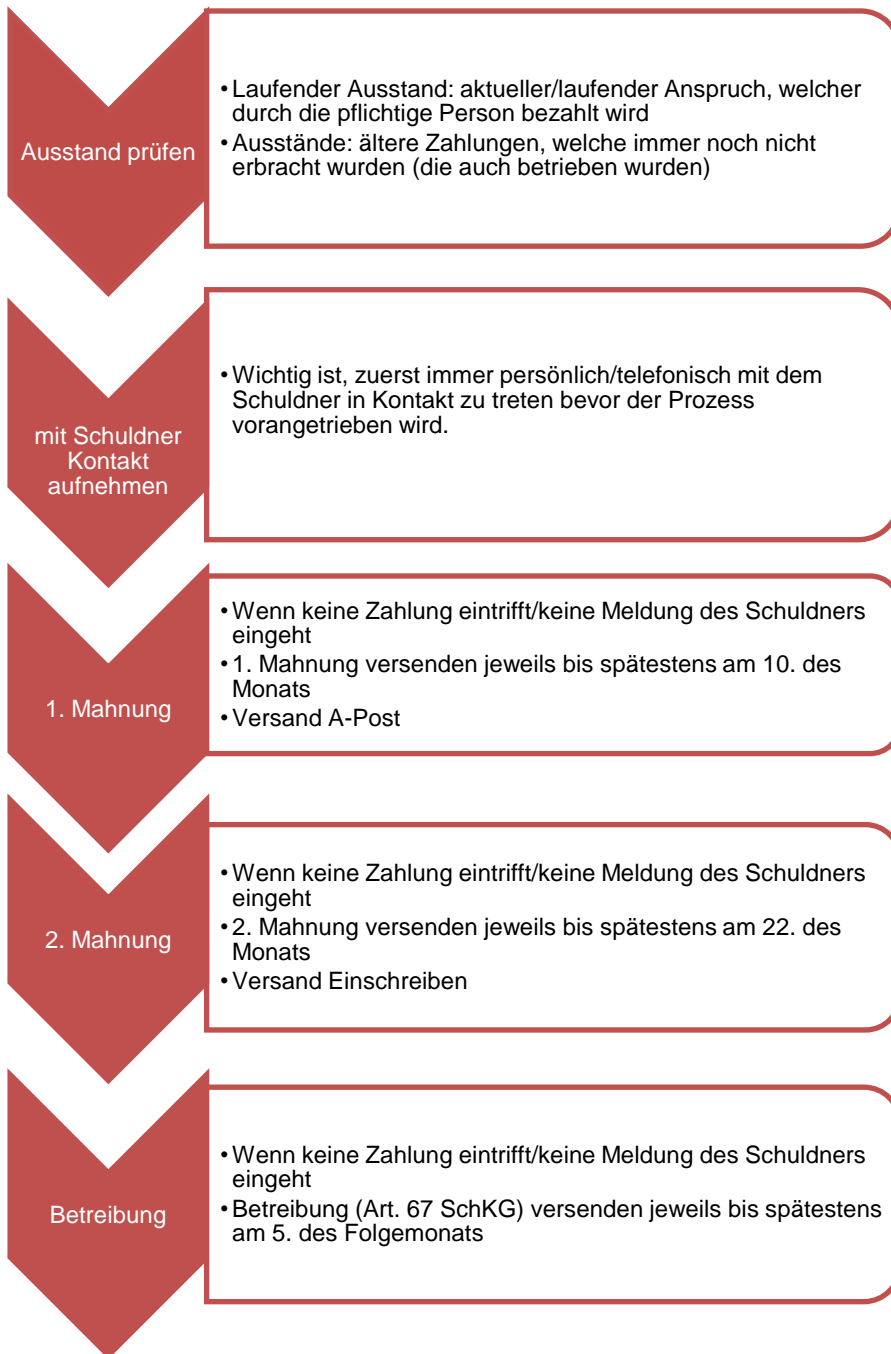 Ausstand prüfen
• Laufender Ausstand: aktueller/laufender Anspruch, welcher
durch die pflichtige Person bezahlt wird
• Ausstände: ältere Zahlungen, welche immer noch nicht
erbracht wurden (die auch betrieben wurden)
mit Schuldner
Kontakt
aufnehmen
• Wichtig ist, zuerst immer persönlich/telefonisch mit dem
Schuldner in Kontakt zu treten bevor der Prozess
vorangetrieben wird.
1. Mahnung
• Wenn keine Zahlung eintrifft/keine Meldung des Schuldners
eingeht
• 1. Mahnung versenden jeweils bis spätestens am 10. des
Monats
• Versand A-Post
2. Mahnung
• Wenn keine Zahlung eintrifft/keine Meldung des Schuldners
eingeht
• 2. Mahnung versenden jeweils bis spätestens am 22. des
Monats
• Versand Einschreiben
Betreibung
• Wenn keine Zahlung eintrifft/keine Meldung des Schuldners
eingeht
• Betreibung (Art. 67 SchKG) versenden jeweils bis spätestens
am 5. des Folgemonats